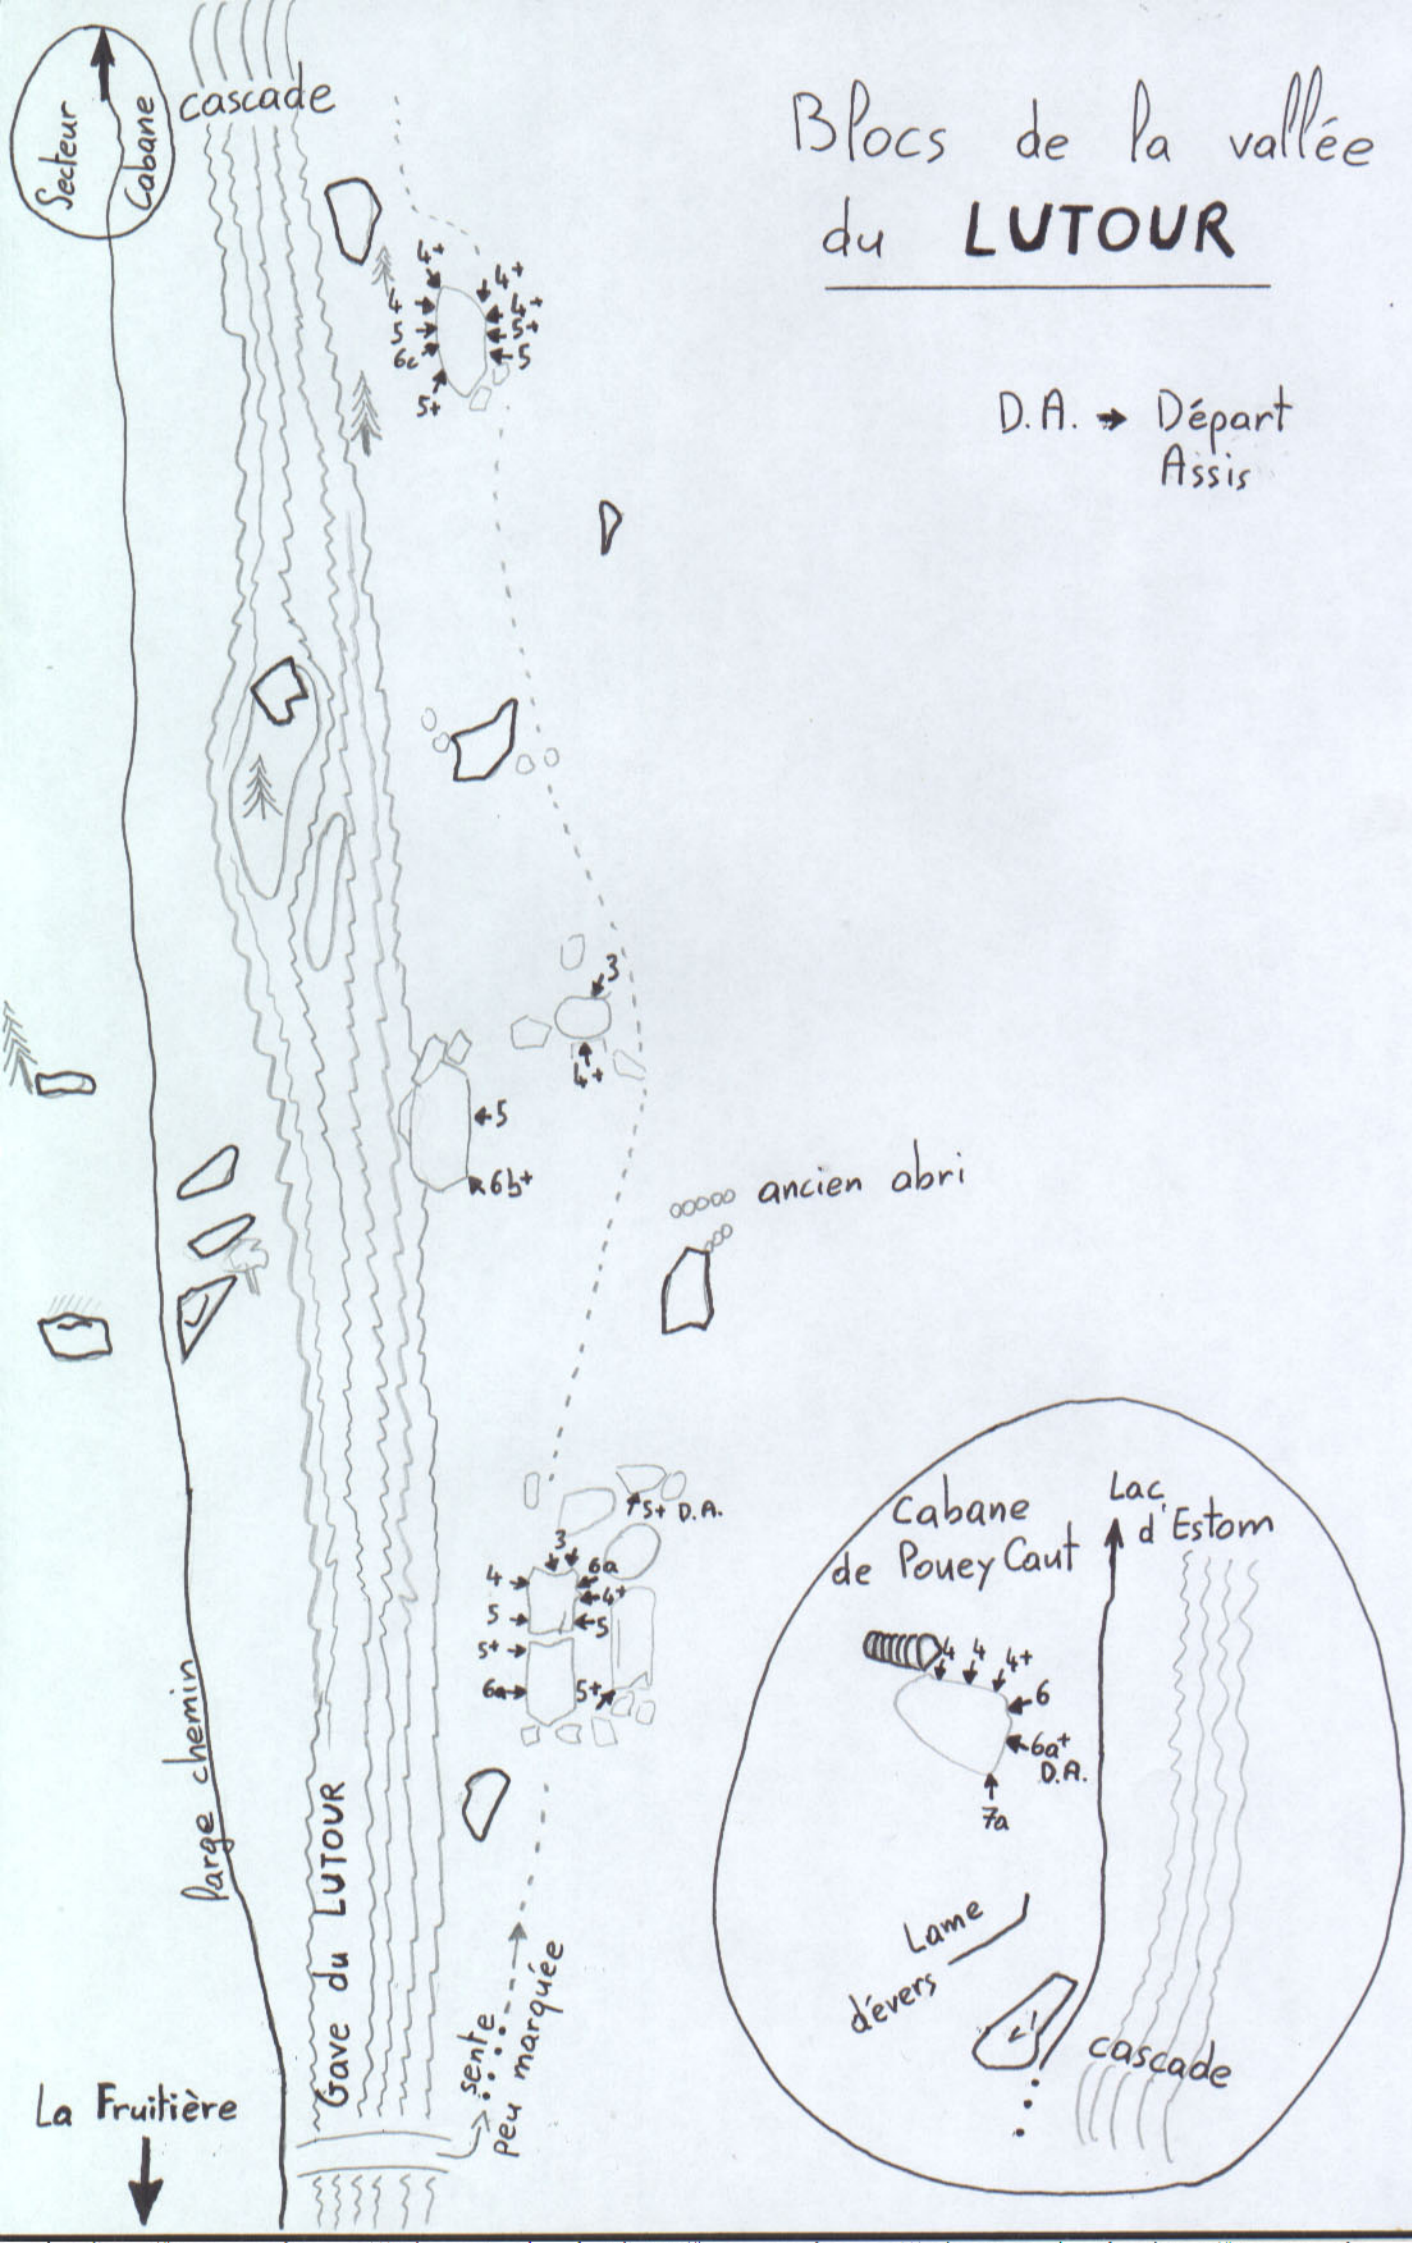 Blocs de la vallée
du LUTOUR
D.A. → Départ
Assis
Secteur
Cabane
cascade
4+
4
5
6c
5+
4+
4+
5+
5
3
4+
5
6b+
ancien abri
5+ D.A.
3
4
5
5+
6a
6a
4+
5
5+
large chemin
Gave du LUTOUR
sente
peu marquée
La Fruitière
Cabane
de Pouey Caut
Lac
d'Estom
4
4
4+
6
6a+
D.A.
7a
Lame
dévers
cascade